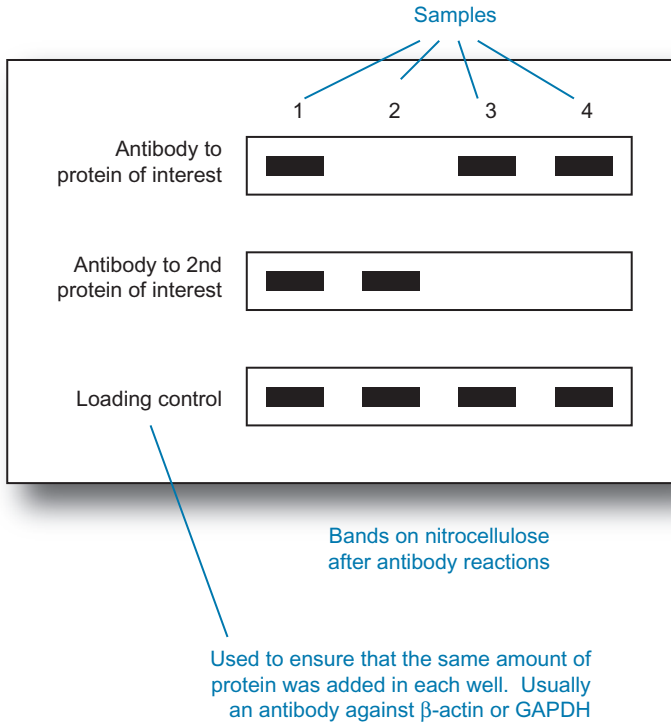 Samples
1 2 3 4
Antibody to
protein of interest
Antibody to 2nd
protein of interest
Loading control
Bands on nitrocellulose
after antibody reactions
Used to ensure that the same amount of
protein was added in each well. Usually
an antibody against β-actin or GAPDH